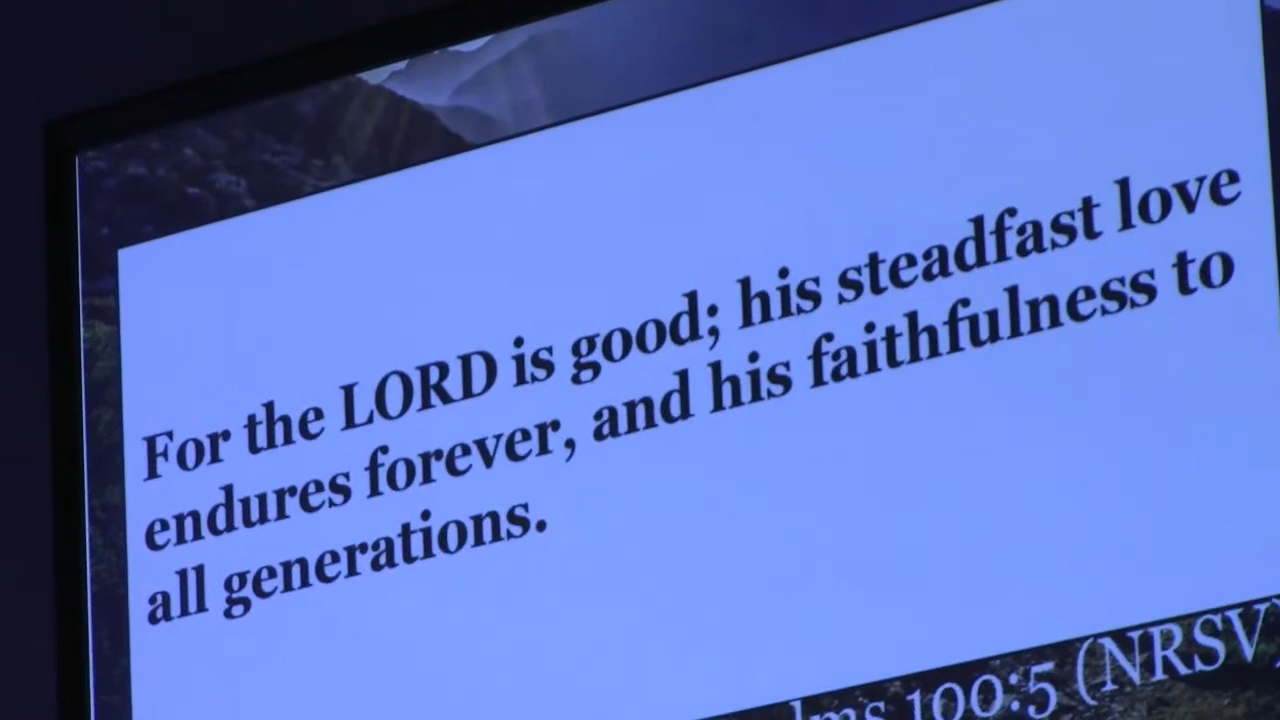 For the LORD is good; his steadfast love
endures forever, and his faithfulness to
all generations.
100:5 (NRSV)